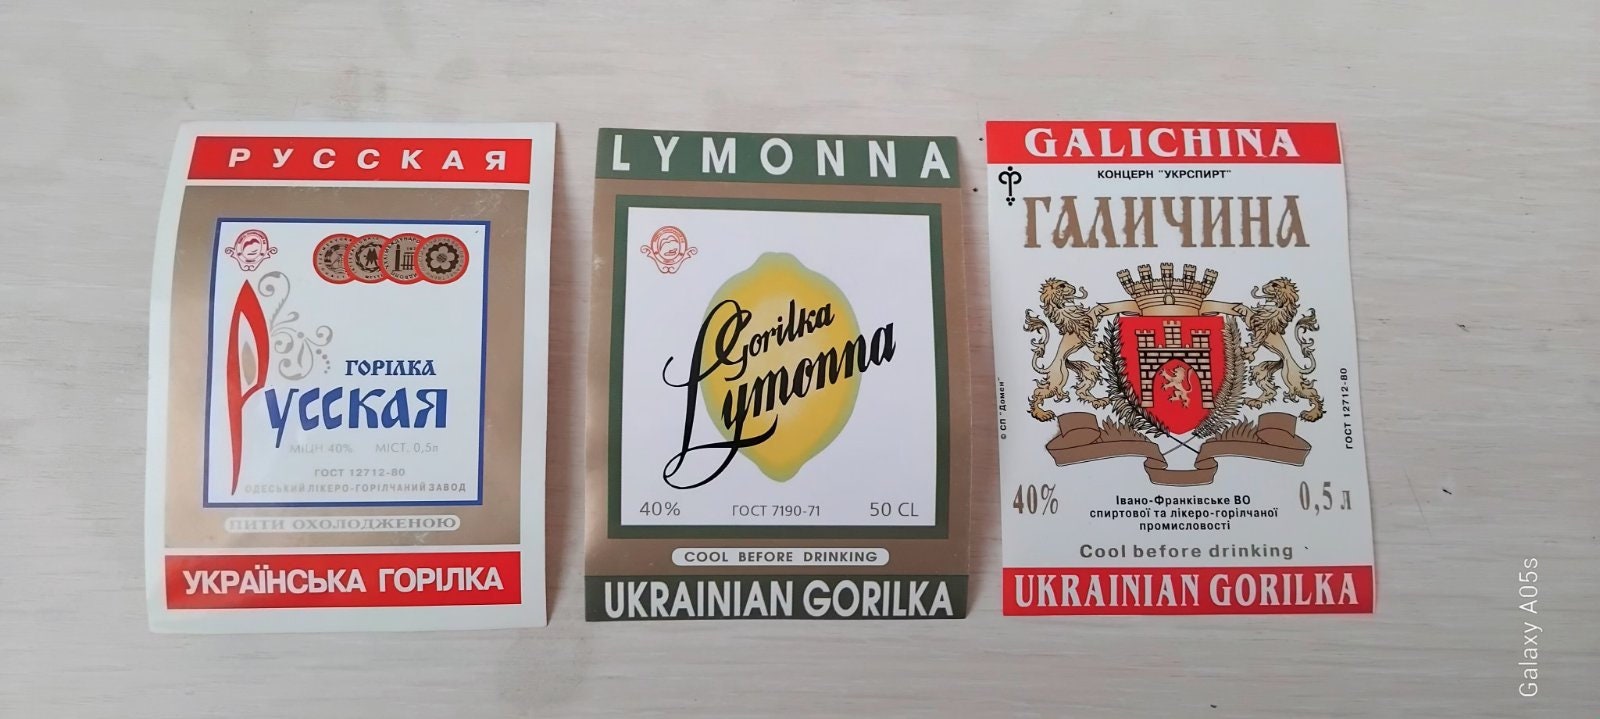 РУССКАЯ
ГОРІЛКА
Русская
МІЦН 40% МІСТ. 0,5л
ГОСТ 12712-80
ОДЕСЬКИЙ ЛІКЕРО-ГОРІЛЧАНИЙ ЗАВОД
ПИТИ ОХОЛОДЖЕНОЮ
УКРАЇНСЬКА ГОРІЛКА
LYMONNA
Gorilka
Lymonna
40% ГОСТ 7190-71 50 CL
COOL BEFORE DRINKING
UKRAINIAN GORILKA
GALICHINA
КОНЦЕРН "УКРСПИРТ"
ГАЛИЧИНА
© СП "Домен"
ГОСТ 12712-80
40% 0,5 л
Івано-Франківське ВО
спиртової та лікеро-горілчаної
промисловості
Cool before drinking
UKRAINIAN GORILKA
Galaxy A05s